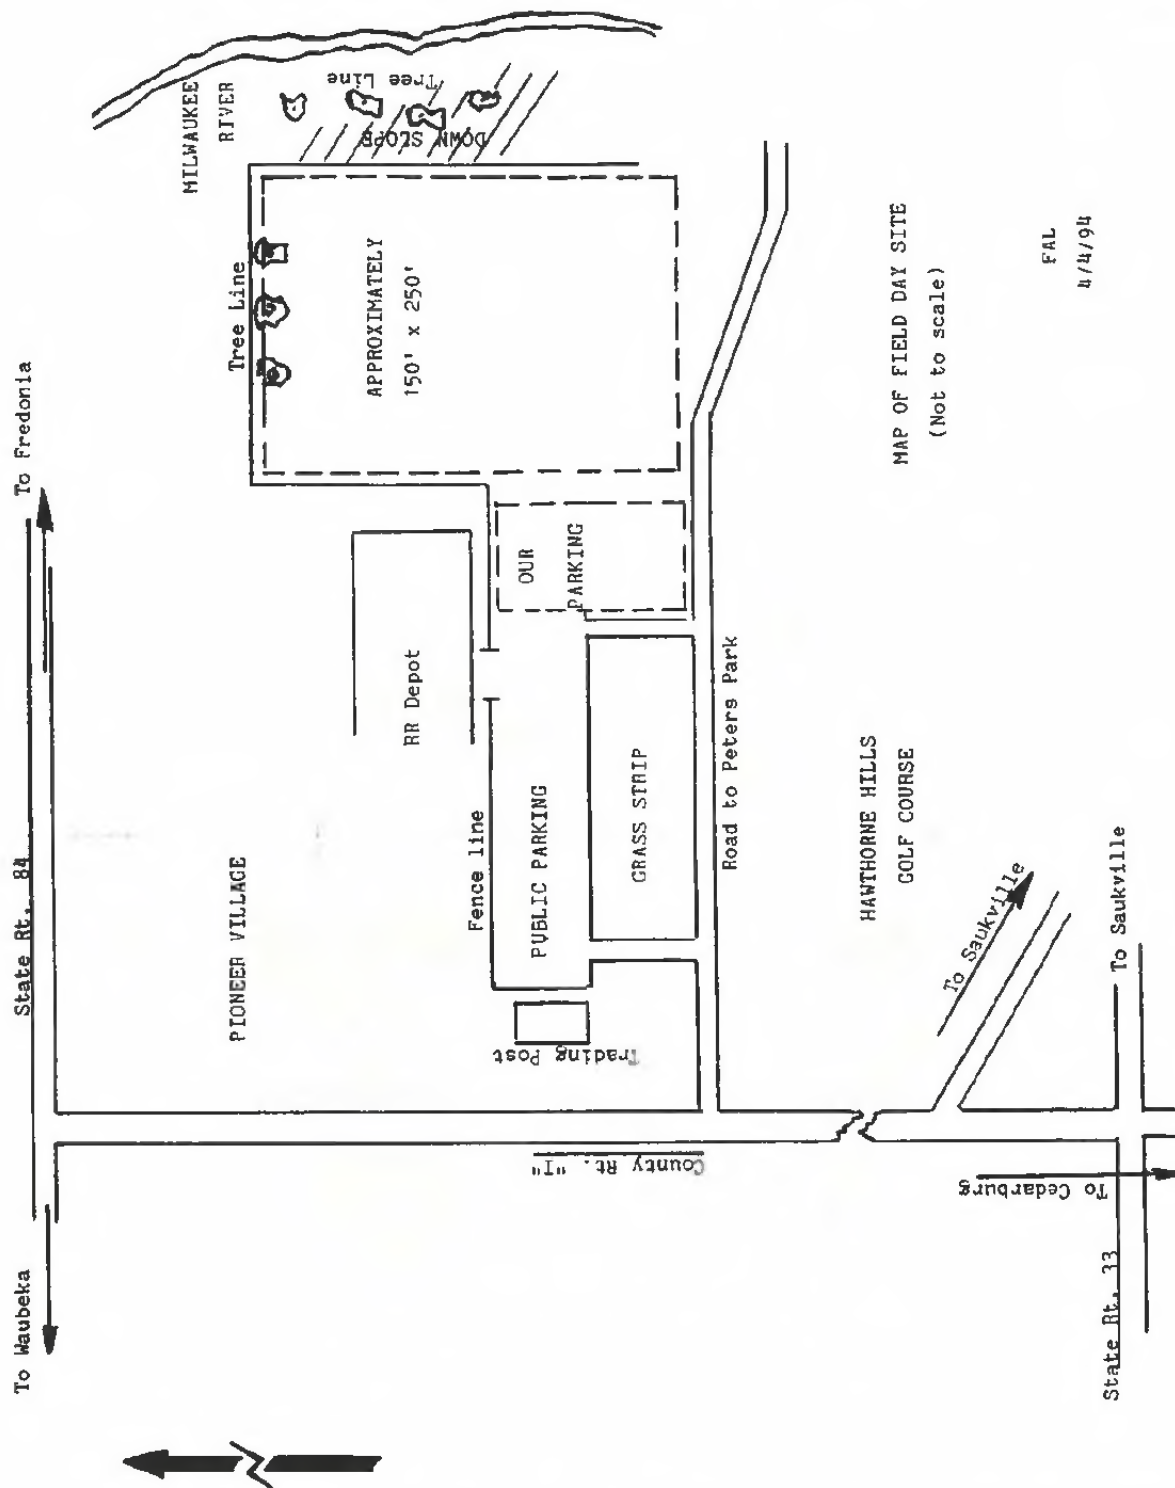 To Waubeka
State Rt. 84
To Fredonia
MILWAUKEE
RIVER
Tree Line
DOWN SLOPE
Tree Line
APPROXIMATELY
150' x 250'
PIONEER VILLAGE
RR Depot
OUR
PARKING
Fence line
PUBLIC PARKING
GRASS STRIP
Trading Post
Road to Peters Park
County Rt. "I"
HAWTHORNE HILLS
GOLF COURSE
To Saukville
To Saukville
To Cedarburg
State Rt. 33
MAP OF FIELD DAY SITE
(Not to scale)
FAL
4/4/94